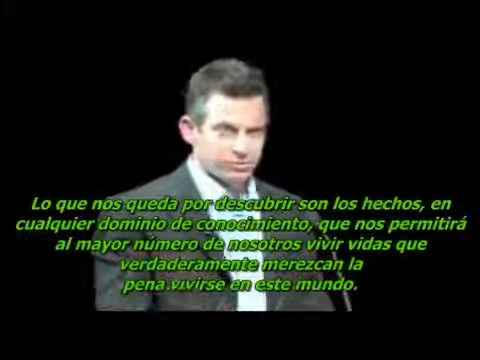 Lo que nos queda por descubrir son los hechos, en
cualquier dominio de conocimiento, que nos permitirá
al mayor número de nosotros vivir vidas que
verdaderamente merezcan la
pena vivirse en este mundo.